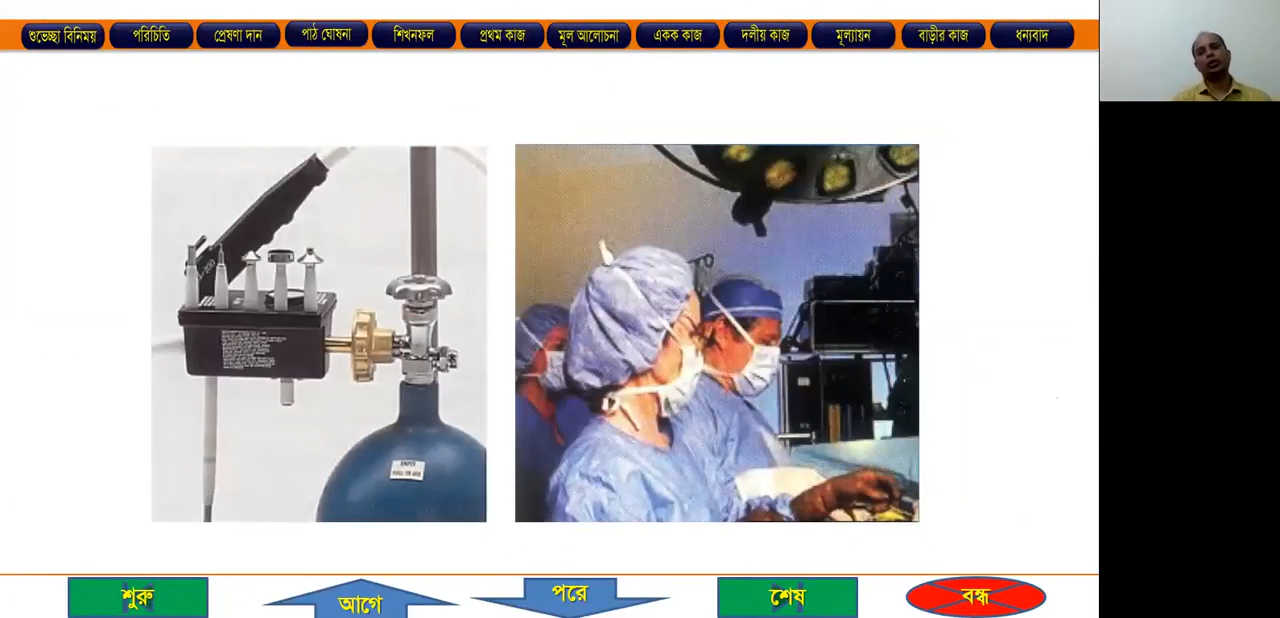 শুভেচ্ছা বিনিময় পরিচিতি প্রেষণা দান পাঠ ঘোষনা শিখনফল প্রথম কাজ মূল আলোচনা একক কাজ দলীয় কাজ মূল্যায়ন বাড়ীর কাজ ধন্যবাদ
শুরু আগে পরে শেষ বন্ধ